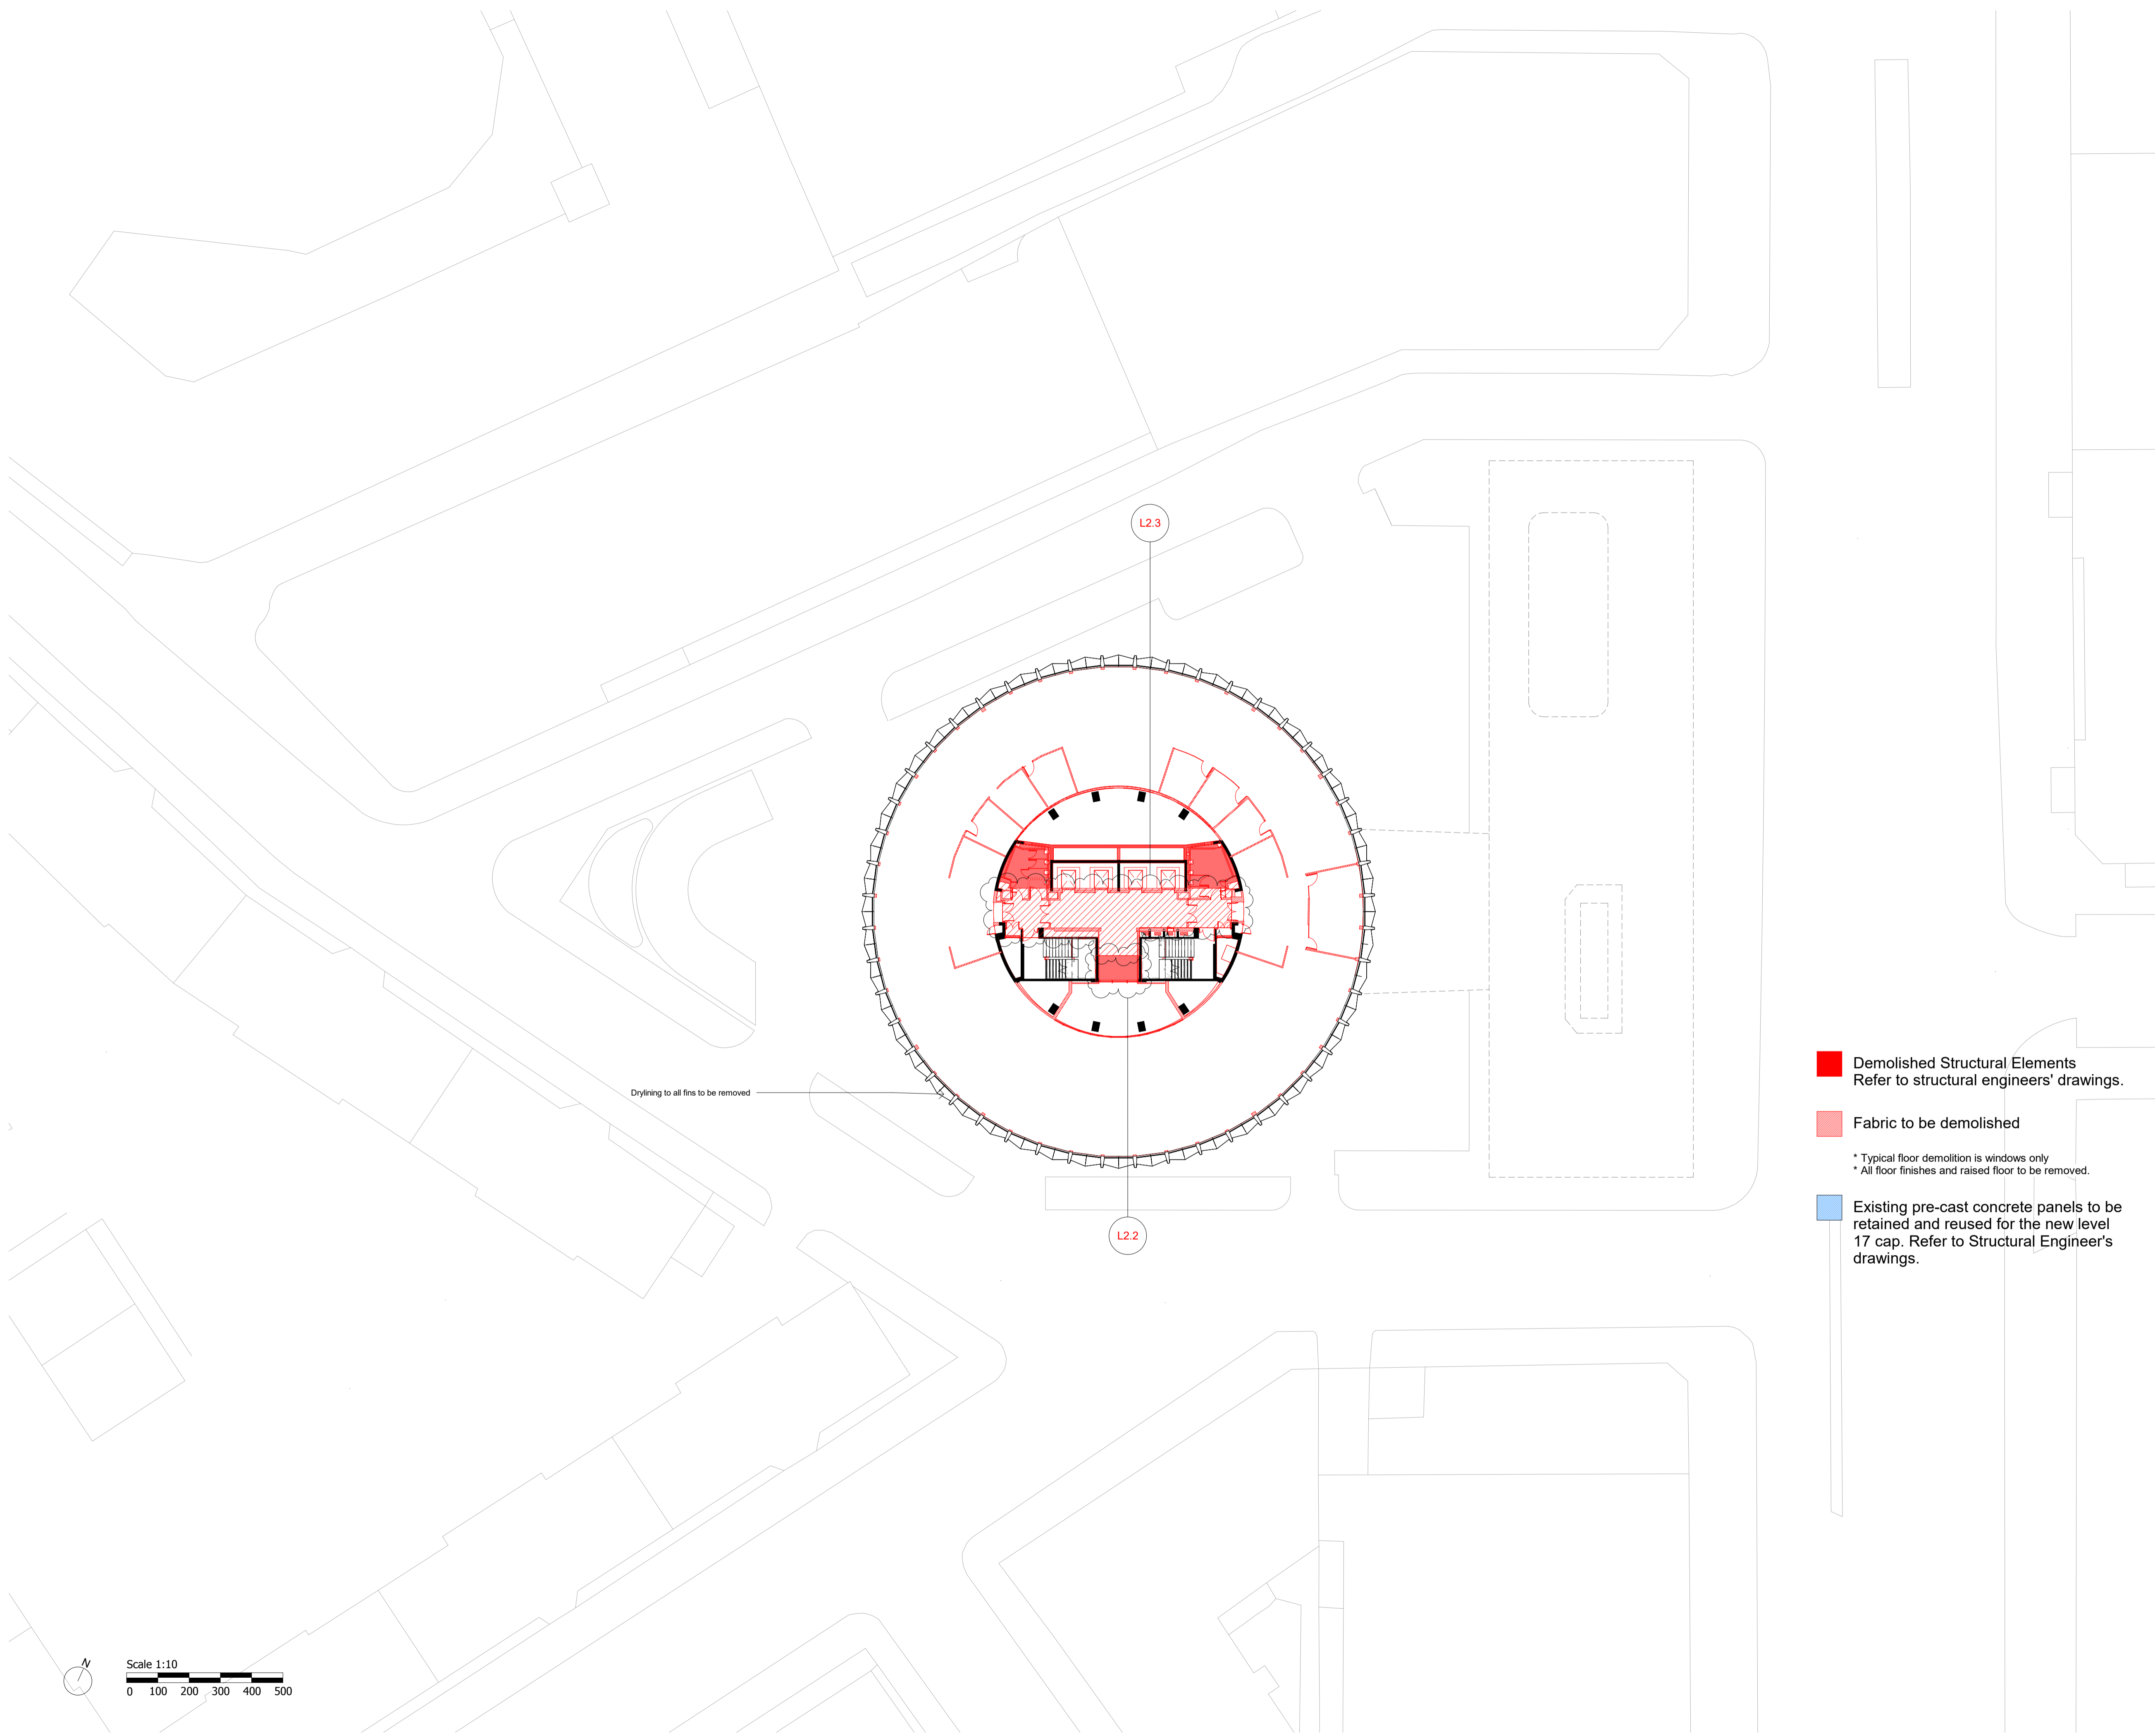 L2.3
Demolished Structural Elements
Refer to structural engineers' drawings.
Drylining to all fins to be removed
Fabric to be demolished
* Typical floor demolition is windows only
* All floor finishes and raised floor to be removed.
Existing pre-cast concrete panels to be
retained and reused for the new level
17 cap. Refer to Structural Engineer's
drawings.
L2.2
N
Scale 1:10
0 100 200 300 400 500